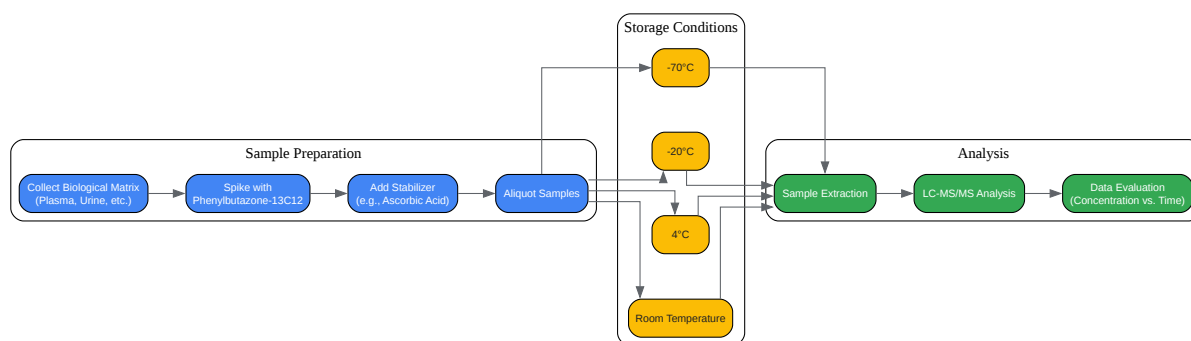 Sample Preparation
Collect Biological Matrix
(Plasma, Urine, etc.)
Spike with
Phenylbutazone-13C12
Add Stabilizer
(e.g., Ascorbic Acid)
Aliquot Samples
Storage Conditions
-70°C
-20°C
4°C
Room Temperature
Analysis
Sample Extraction
LC-MS/MS Analysis
Data Evaluation
(Concentration vs. Time)